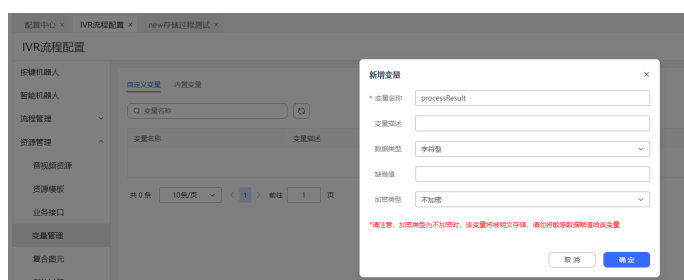 配置中心 × IVR流程配置 × new存储过程测试 ×
IVR流程配置
按键机器人
智能机器人
流程管理
资源管理
音视频资源
资源模板
业务接口
变量管理
复合图元
自定义变量 内置变量
变量名称
变量名称 变量描述
共 0 条 10条/页 < 1 > 前往 1 页
新增变量 ×
* 变量名称 processResult
变量描述
数据类型 字符型
缺省值
加密类型 不加密
*请注意，加密类型为不加密时，该变量将被明文存储，请勿将敏感数据赋值给该变量
取 消 确 定